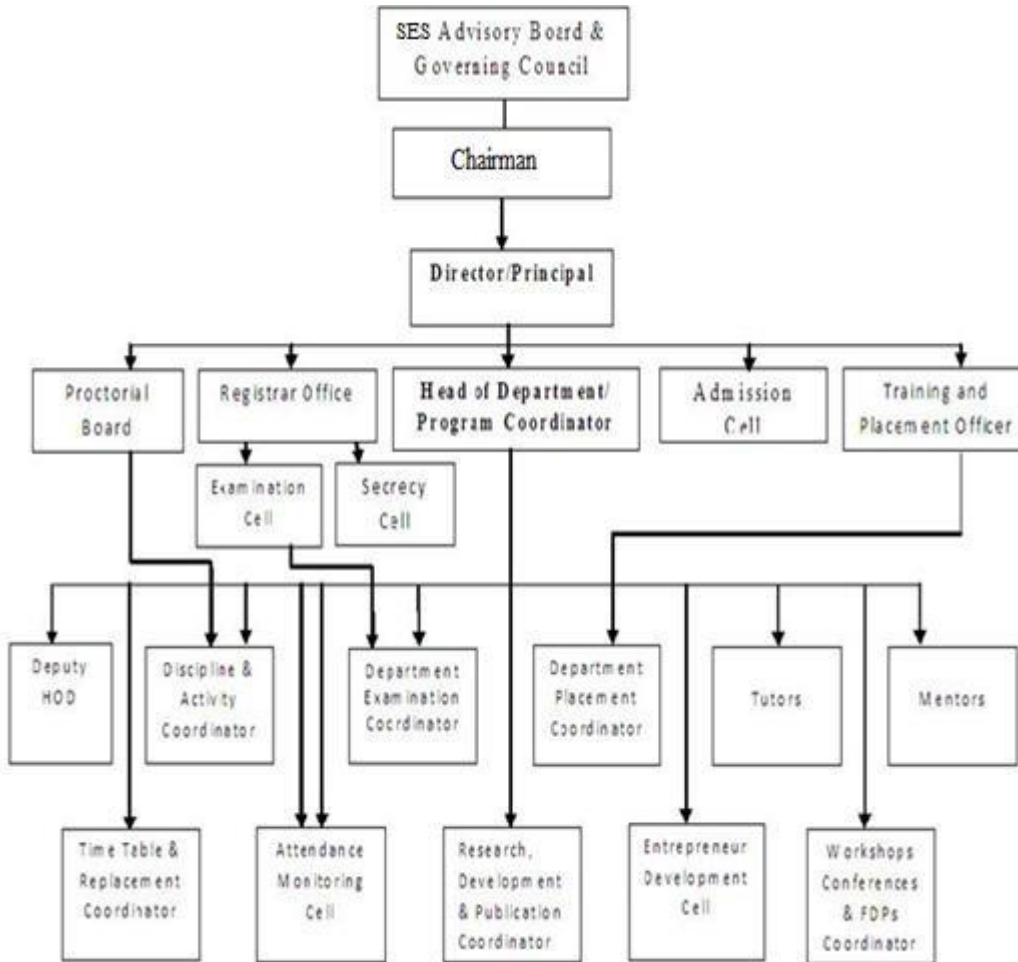 SES Advisory Board &
Governing Council
Chairman
Director/Principal
Proctorial
Board
Registrar Office
Head of Department/
Program Coordinator
Admission
Cell
Training and
Placement Officer
Examination
Cell
Secrecy
Cell
Deputy
HOD
Discipline &
Activity
Coordinator
Department
Examination
Coordinator
Department
Placement
Coordinator
Tutors
Mentors
Time Table &
Replacement
Coordinator
Attendance
Monitoring
Cell
Research,
Development
& Publication
Coordinator
Entrepreneur
Development
Cell
Workshops
Conferences
& FDPs
Coordinator